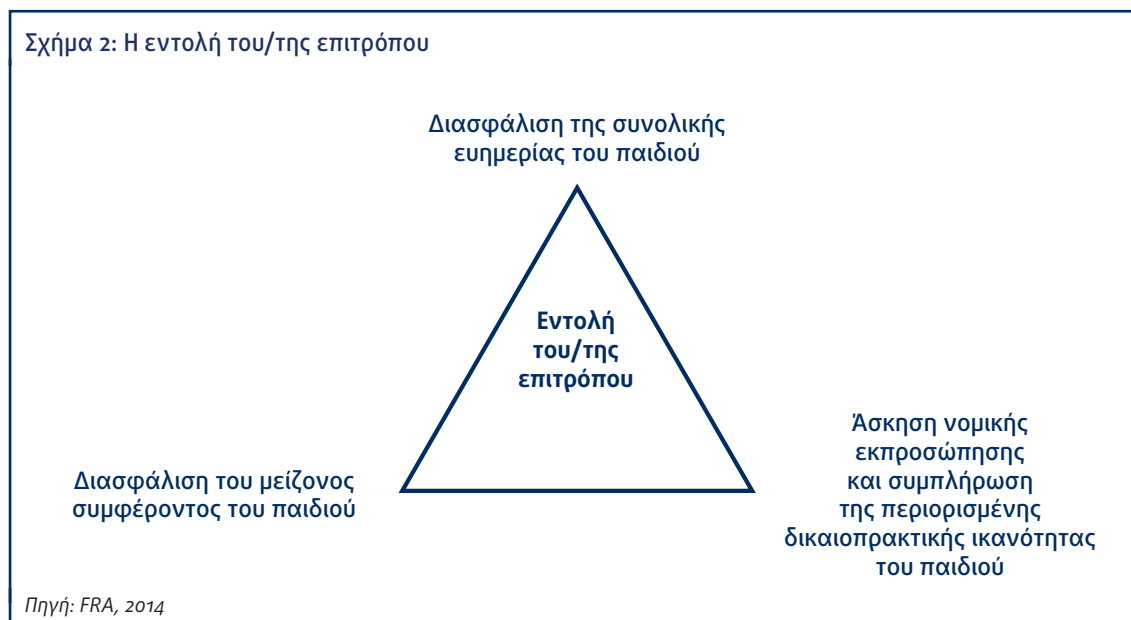 Σχήμα 2: Η εντολή του/της επιτρόπου
Διασφάλιση της συνολικής
ευημερίας του παιδιού
Εντολή
του/της
επιτρόπου
Διασφάλιση του μείζονος
συμφέροντος του παιδιού
Άσκηση νομικής
εκπροσώπησης
και συμπλήρωση
της περιορισμένης
δικαιοπρακτικής ικανότητας
του παιδιού
Πηγή: FRA, 2014